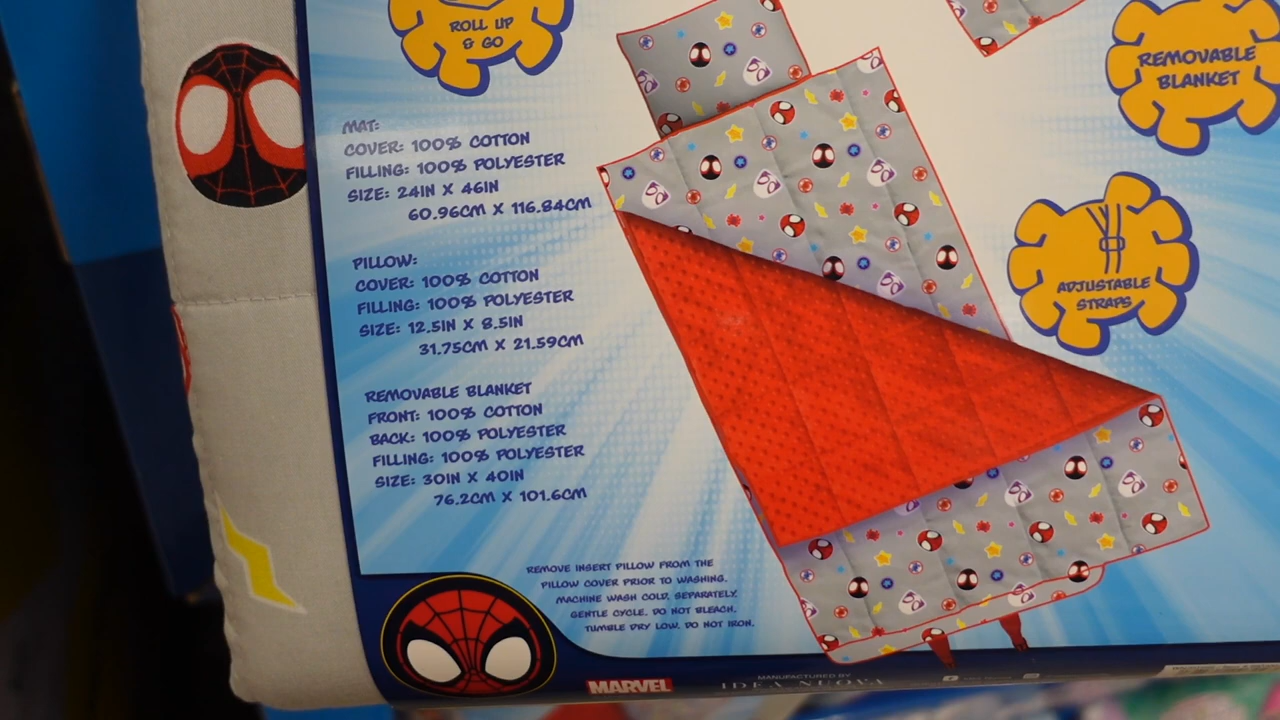 ROLL UP
& GO
REMOVABLE
BLANKET
MAT:
COVER: 100% COTTON
FILLING: 100% POLYESTER
SIZE: 24IN X 46IN
60.96CM X 116.84CM
PILLOW:
COVER: 100% COTTON
FILLING: 100% POLYESTER
SIZE: 12.5IN X 8.5IN
31.75CM X 21.59CM
ADJUSTABLE
STRAPS
REMOVABLE BLANKET
FRONT: 100% COTTON
BACK: 100% POLYESTER
FILLING: 100% POLYESTER
SIZE: 30IN X 40IN
76.2CM X 101.6CM
REMOVE INSERT PILLOW FROM THE
PILLOW COVER PRIOR TO WASHING.
MACHINE WASH COLD, SEPARATELY.
GENTLE CYCLE. DO NOT BLEACH.
TUMBLE DRY LOW. DO NOT IRON.
MARVEL
MANUFACTURED BY
IDEA NUOVA